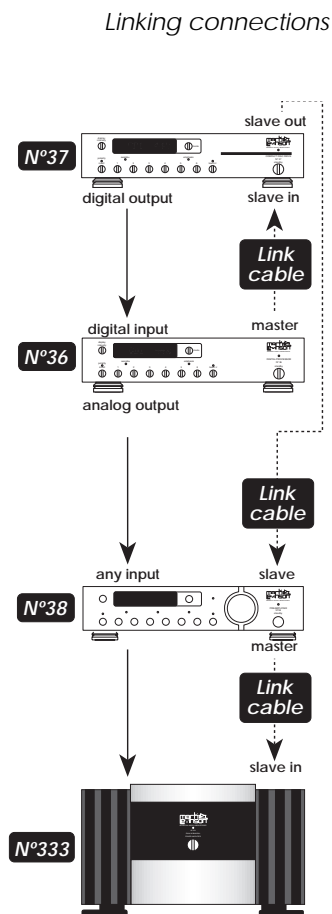 Linking connections
slave out
Nº37
digital output
slave in
Link
cable
digital input
master
Nº36
analog output
Link
cable
any input
slave
Nº38
master
Link
cable
slave in
Nº333